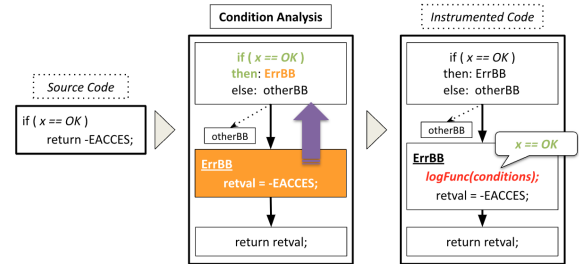 Source Code
if ( x == OK )
return -EACCES;
Condition Analysis
if ( x == OK )
then: ErrBB
else: otherBB
otherBB
ErrBB
retval = -EACCES;
return retval;
Instrumented Code
if ( x == OK )
then: ErrBB
else: otherBB
otherBB
x == OK
ErrBB
logFunc(conditions);
retval = -EACCES;
return retval;